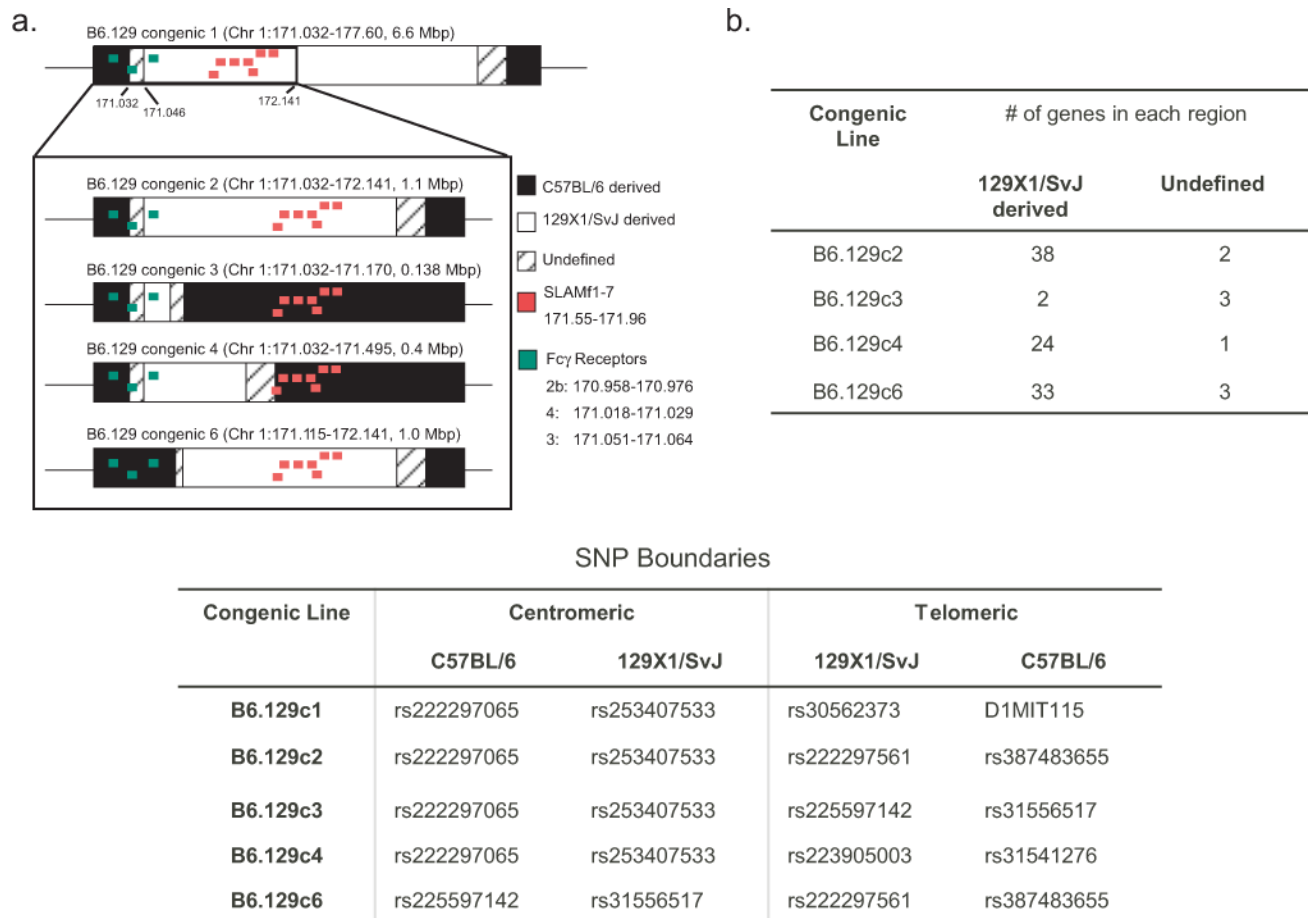 a.
B6.129 congenic 1 (Chr 1:171.032-177.60, 6.6 Mbp)
171.032
171.046
172.141
B6.129 congenic 2 (Chr 1:171.032-172.141, 1.1 Mbp)
B6.129 congenic 3 (Chr 1:171.032-171.170, 0.138 Mbp)
B6.129 congenic 4 (Chr 1:171.032-171.495, 0.4 Mbp)
B6.129 congenic 6 (Chr 1:171.115-172.141, 1.0 Mbp)
C57BL/6 derived
129X1/SvJ derived
Undefined
SLAMf1-7
171.55-171.96
Fcγ Receptors
2b: 170.958-170.976
4: 171.018-171.029
3: 171.051-171.064
b.
Congenic Line # of genes in each region
129X1/SvJ derived Undefined
B6.129c2 38 2
B6.129c3 2 3
B6.129c4 24 1
B6.129c6 33 3
SNP Boundaries
Congenic Line Centromeric Telomeric
C57BL/6 129X1/SvJ 129X1/SvJ C57BL/6
B6.129c1 rs222297065 rs253407533 rs30562373 D1MIT115
B6.129c2 rs222297065 rs253407533 rs222297561 rs387483655
B6.129c3 rs222297065 rs253407533 rs225597142 rs31556517
B6.129c4 rs222297065 rs253407533 rs223905003 rs31541276
B6.129c6 rs225597142 rs31556517 rs222297561 rs387483655